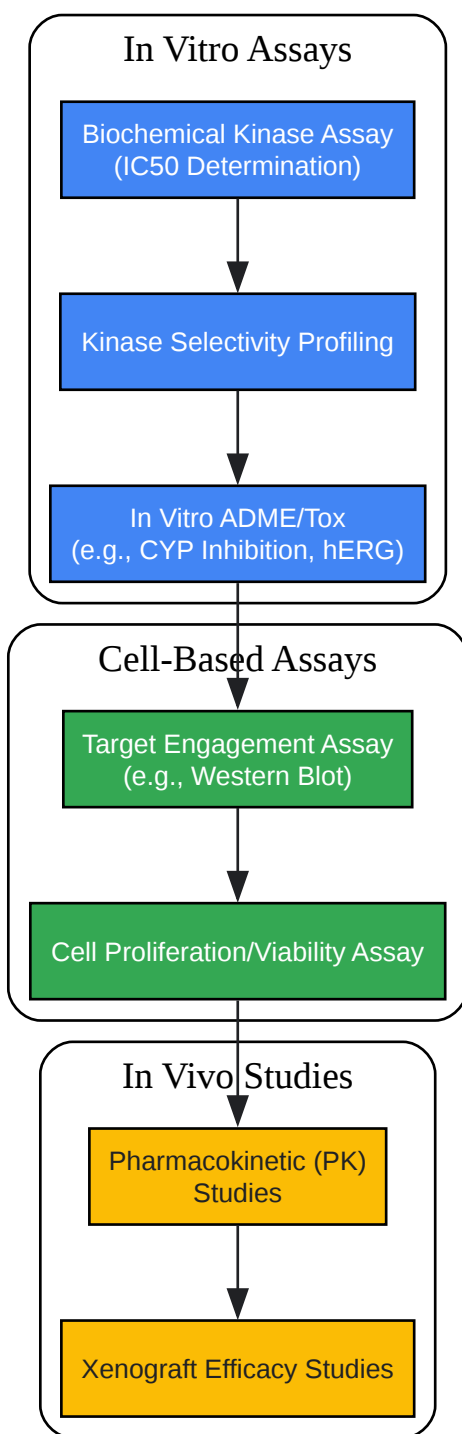 In Vitro Assays
Biochemical Kinase Assay
(IC50 Determination)
Kinase Selectivity Profiling
In Vitro ADME/Tox
(e.g., CYP Inhibition, hERG)
Cell-Based Assays
Target Engagement Assay
(e.g., Western Blot)
Cell Proliferation/Viability Assay
In Vivo Studies
Pharmacokinetic (PK)
Studies
Xenograft Efficacy Studies